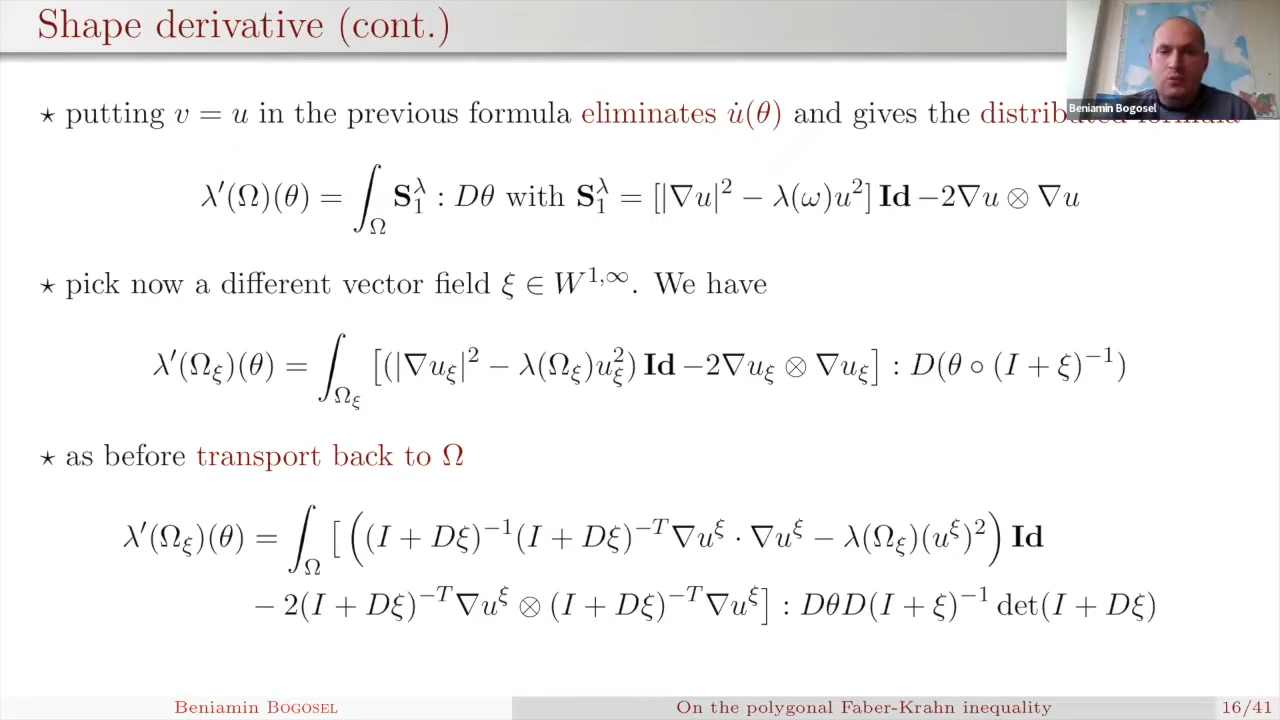 Shape derivative (cont.)
Beniamin Bogosel
⋆ putting v = u in the previous formula eliminates u̇(θ) and gives the distributed formula
λ′(Ω)(θ) = ∫_Ω S₁^λ : Dθ with S₁^λ = [|∇u|² − λ(ω)u²] Id −2∇u ⊗ ∇u
⋆ pick now a different vector field ξ ∈ W^{1,∞}. We have
λ′(Ω_ξ)(θ) = ∫_{Ω_ξ} [(|∇u_ξ|² − λ(Ω_ξ)u_ξ²) Id −2∇u_ξ ⊗ ∇u_ξ] : D(θ ∘ (I + ξ)^{−1})
⋆ as before transport back to Ω
λ′(Ω_ξ)(θ) = ∫_Ω [ ((I + Dξ)^{−1}(I + Dξ)^{−T}∇u^ξ · ∇u^ξ − λ(Ω_ξ)(u^ξ)²) Id
− 2(I + Dξ)^{−T}∇u^ξ ⊗ (I + Dξ)^{−T}∇u^ξ] : DθD(I + ξ)^{−1} det(I + Dξ)
Beniamin Bogosel On the polygonal Faber-Krahn inequality 16/41